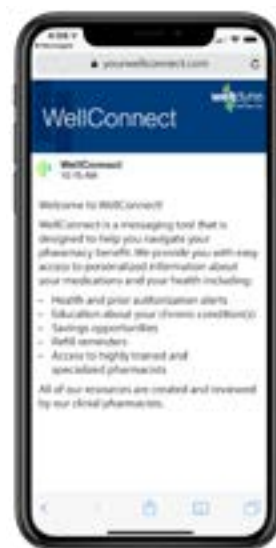 yourwellconnect.com
WellConnect
WellConnect
10:15 AM
Welcome to WellConnect!
WellConnect is a messaging tool that is
designed to help you navigate your
pharmacy benefit. We provide you with easy
access to personalized information about
your medications and your health including:
- Health and prior authorization alerts
- Education about your chronic condition(s)
- Savings opportunities
- Refill reminders
- Access to highly trained and
specialized pharmacists
All of our resources are created and reviewed
by our clinical pharmacists.